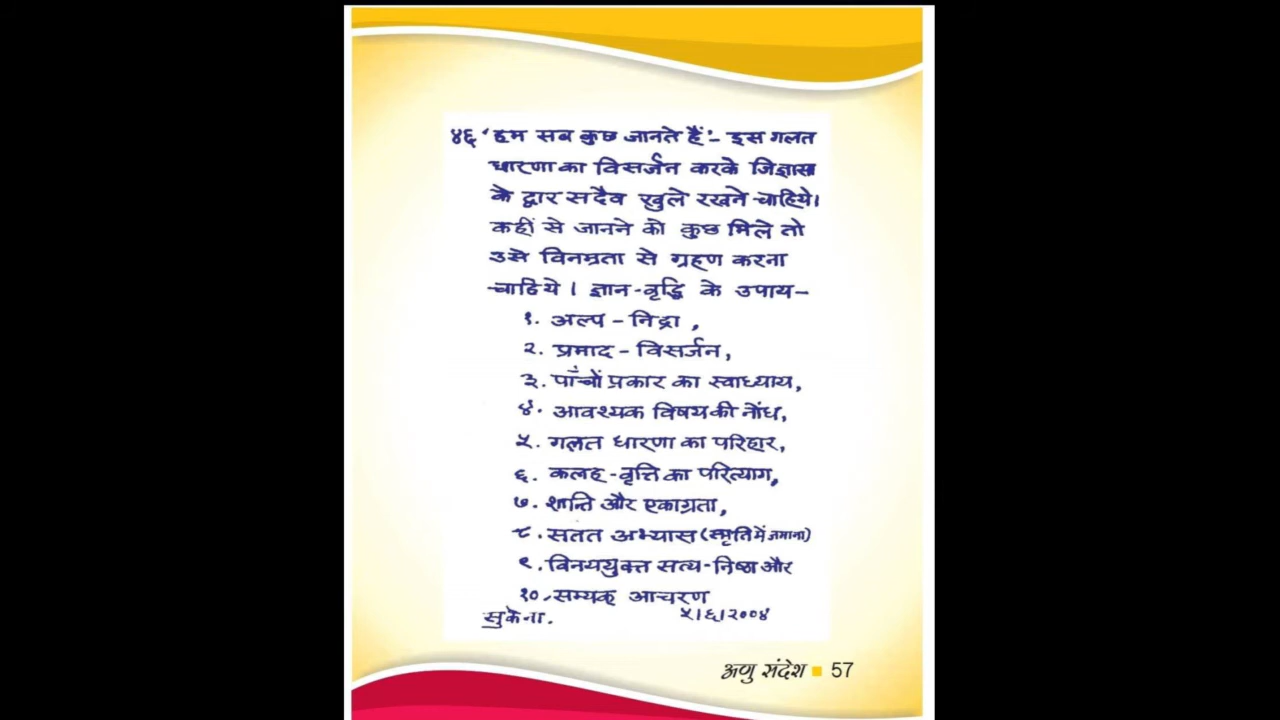 ४६ 'हम सब कुछ जानते हैं'- इस गलत
धारणा का विसर्जन करके जिज्ञासा
के द्वार सदैव खुले रखने चाहिये।
कहीं से जानने को कुछ मिले तो
उसे विनम्रता से ग्रहण करना
चाहिये। ज्ञान-वृद्धि के उपाय-
१. अल्प - निद्रा ,
२. प्रमाद - विसर्जन,
३. पाँचों प्रकार का स्वाध्याय,
४. आवश्यक विषय की नोंध,
५. गलत धारणा का परिहार,
६. कलह-वृत्ति का परित्याग,
७. शान्ति और एकाग्रता,
८. सतत अभ्यास (स्मृति में जमाना)
९. विनययुक्त सत्य-निष्ठा और
१०. सम्यक् आचरण
सुकेना. ५।६।२००४
अणु संदेश ■ 57